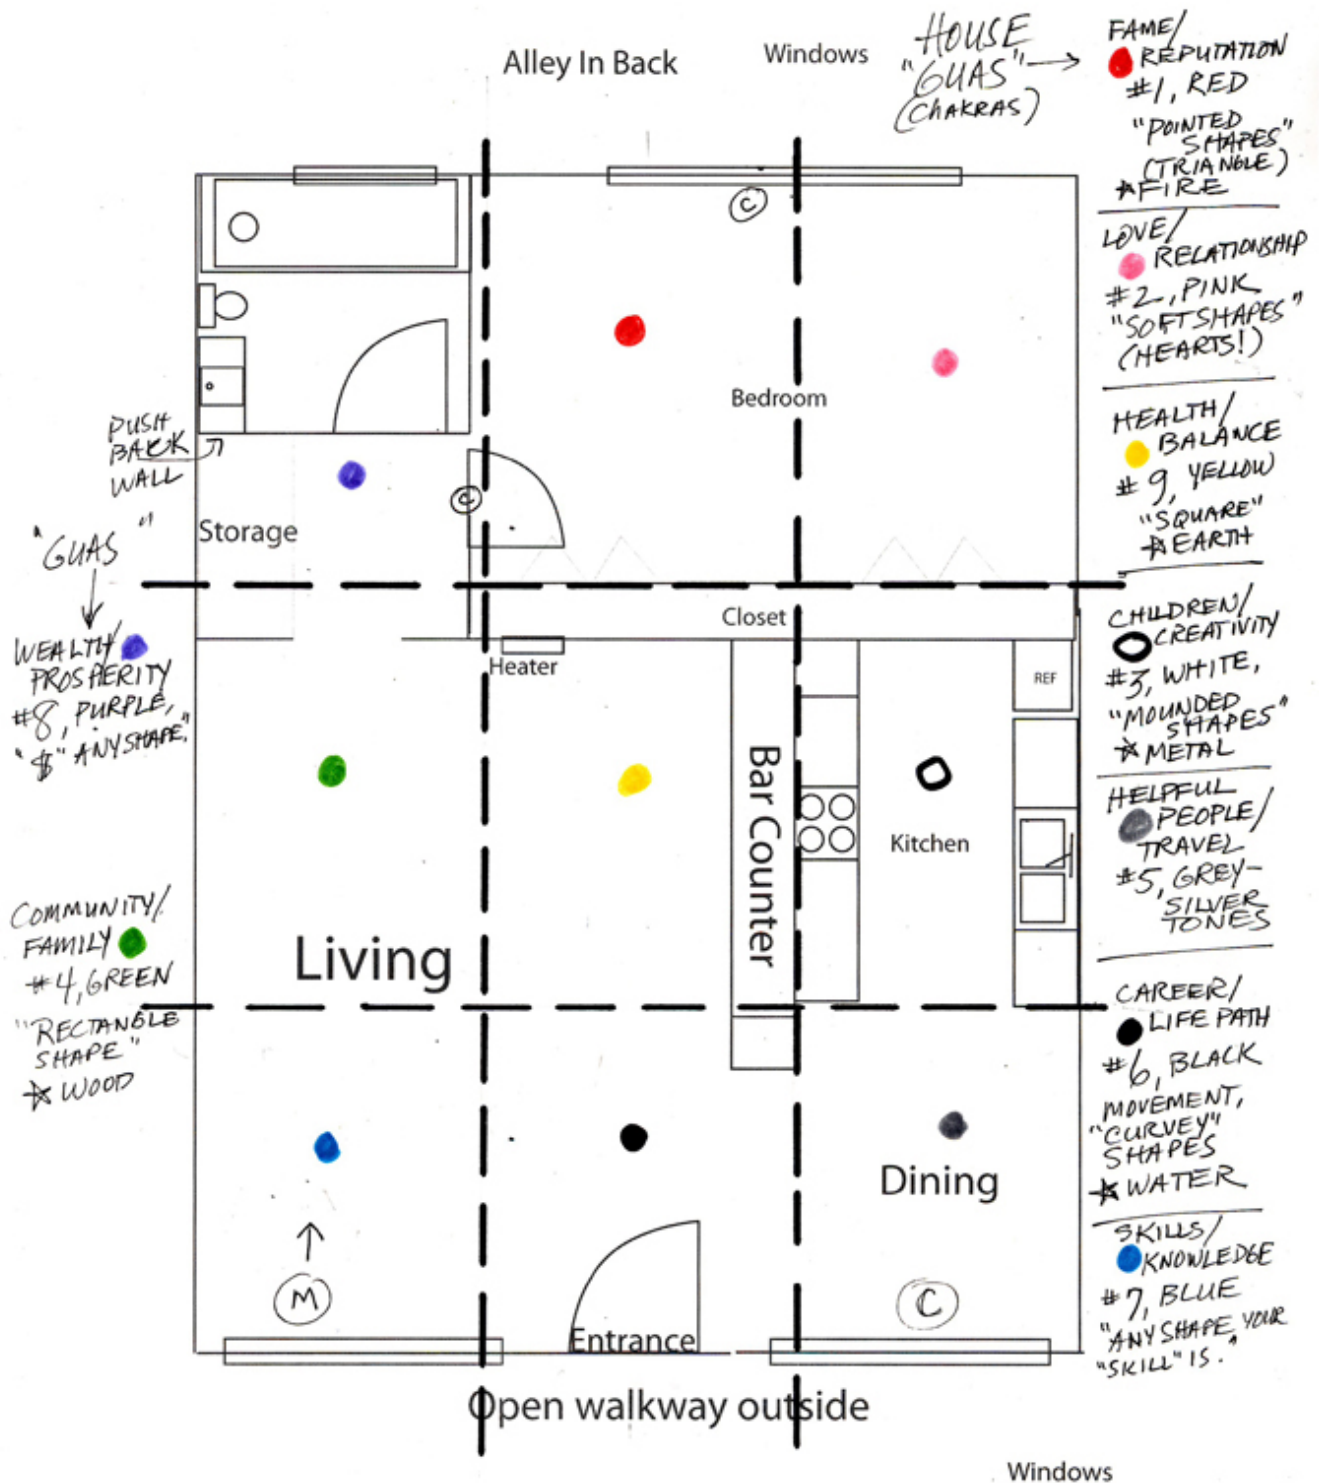 Alley In Back
Windows
HOUSE
"GUAS" →
(CHAKRAS)
FAME/
REPUTATION
#1, RED
"POINTED
SHAPES"
(TRIANGLE)
☆FIRE
LOVE/
RELATIONSHIP
#2, PINK
"SOFT SHAPES"
(HEARTS!)
HEALTH/
BALANCE
#9, YELLOW
"SQUARE"
☆EARTH
CHILDREN/
CREATIVITY
#3, WHITE,
"MOUNDED
SHAPES"
☆METAL
HELPFUL
PEOPLE/
TRAVEL
#5, GREY-
SILVER
TONES
CAREER/
LIFE PATH
#6, BLACK
MOVEMENT,
"CURVEY"
SHAPES
☆WATER
SKILLS/
KNOWLEDGE
#7, BLUE
"ANY SHAPE YOUR
"SKILL" IS."
PUSH
BACK
WALL
"GUAS"
WEALTH/
PROSPERITY
#8, PURPLE,
"$" ANY SHAPE"
COMMUNITY/
FAMILY
#4, GREEN
"RECTANGLE
SHAPE"
☆WOOD
C
Bedroom
C
Storage
Closet
Heater
REF
Bar Counter
Kitchen
Living
Dining
M
C
Entrance
Open walkway outside
Windows